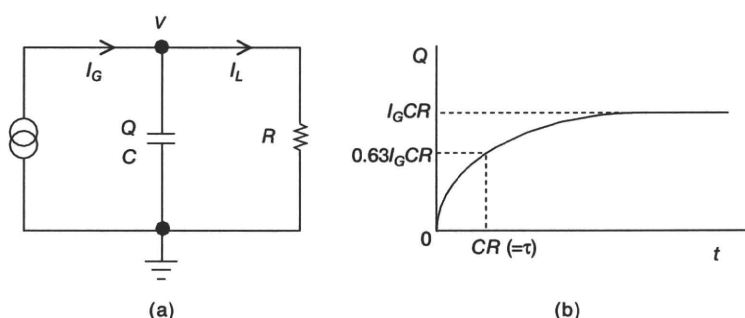 V
I_G
I_L
Q
C
R
(a)
Q
I_GCR
0.63I_GCR
0
CR (=τ)
t
(b)